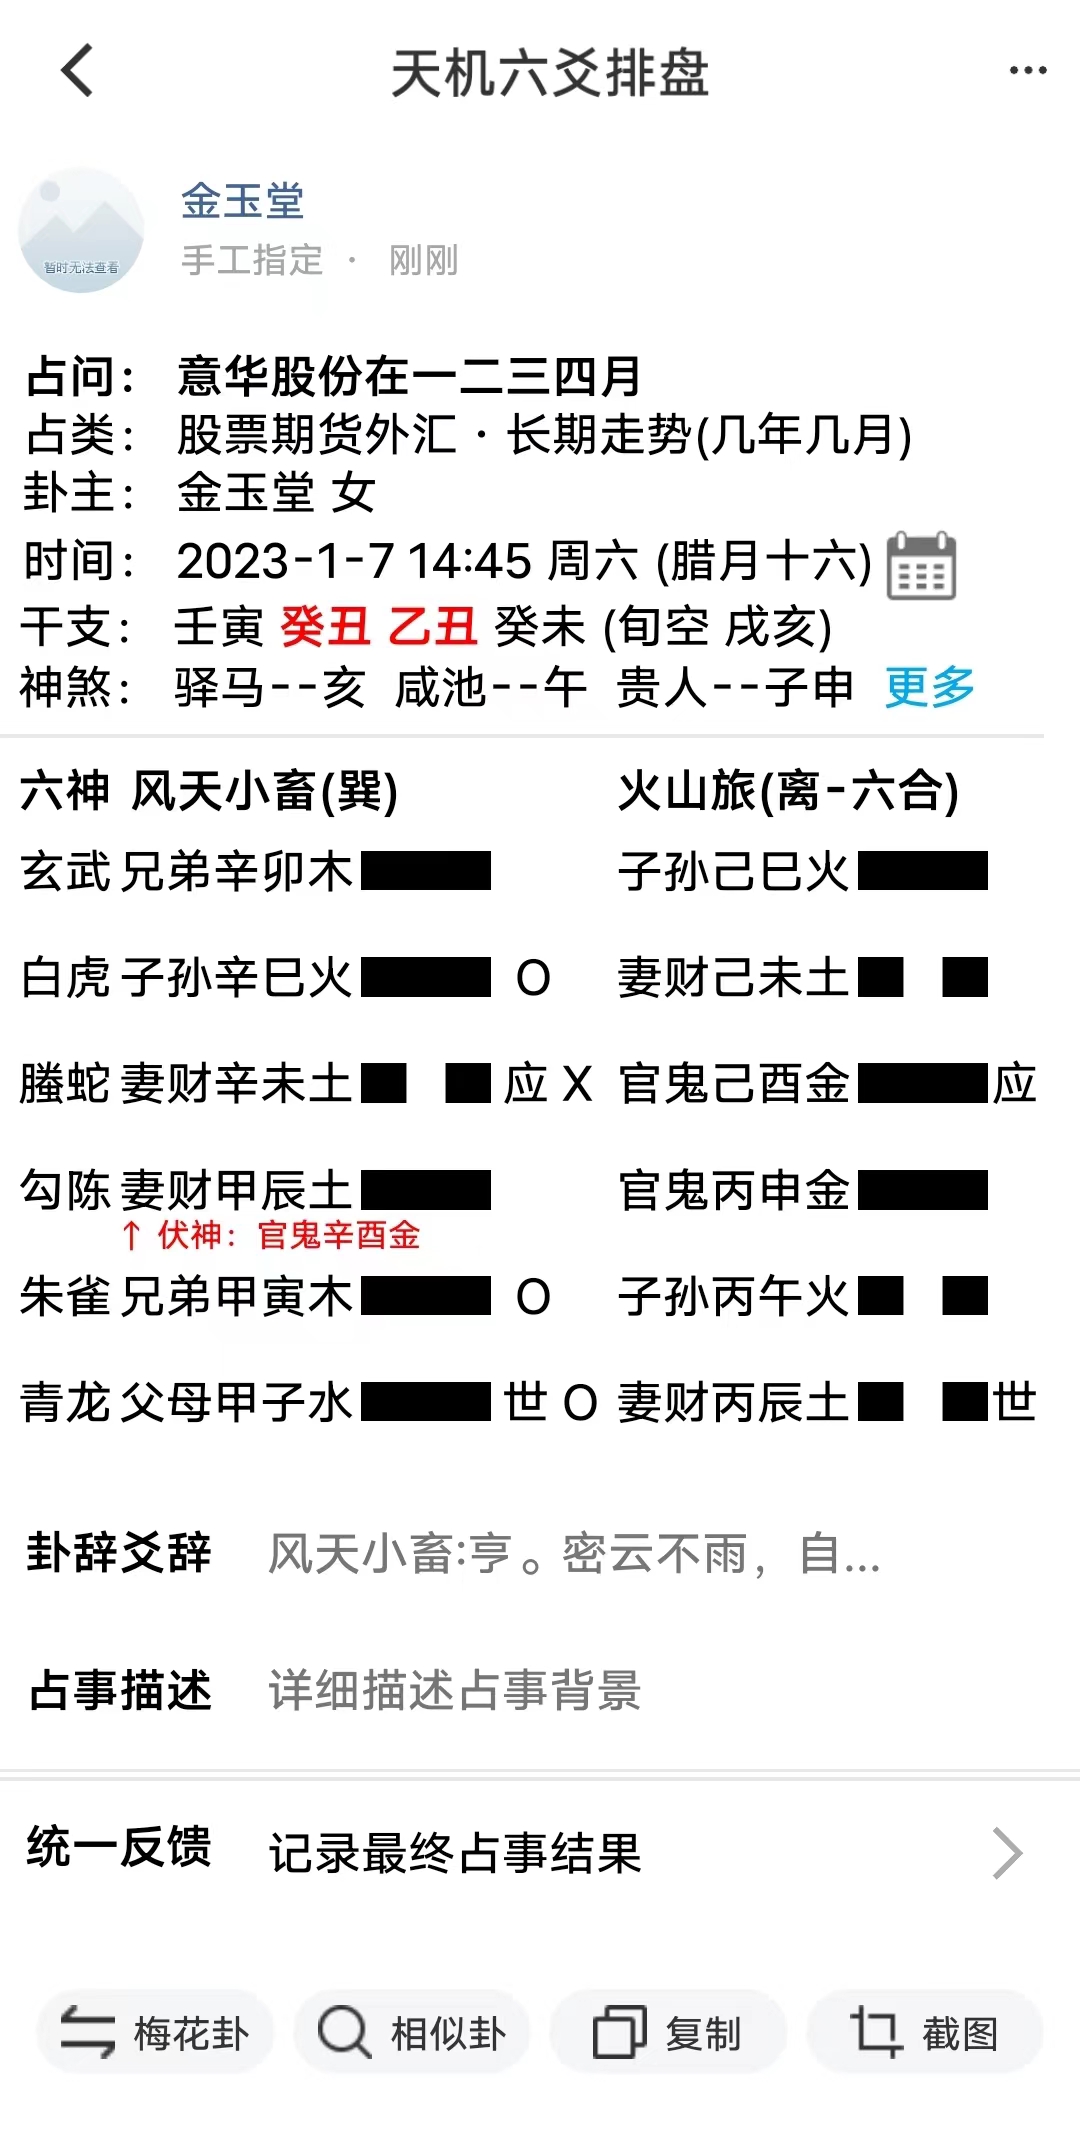 天机六爻排盘
金玉堂
暂时无法查看
手工指定 · 刚刚
占问： 意华股份在一二三四月
占类： 股票期货外汇 · 长期走势(几年几月)
卦主： 金玉堂 女
时间： 2023-1-7 14:45 周六 (腊月十六)
干支： 壬寅 癸丑 乙丑 癸未 (旬空 戌亥)
神煞： 驿马--亥 咸池--午 贵人--子申 更多
六神 风天小畜(巽) 火山旅(离-六合)
玄武 兄弟辛卯木 子孙己巳火
白虎 子孙辛巳火 O 妻财己未土
螣蛇 妻财辛未土 应 X 官鬼己酉金 应
勾陈 妻财甲辰土 官鬼丙申金
↑ 伏神：官鬼辛酉金
朱雀 兄弟甲寅木 O 子孙丙午火
青龙 父母甲子水 世 O 妻财丙辰土 世
卦辞爻辞 风天小畜:亨。密云不雨，自...
占事描述 详细描述占事背景
统一反馈 记录最终占事结果
梅花卦 相似卦 复制 截图